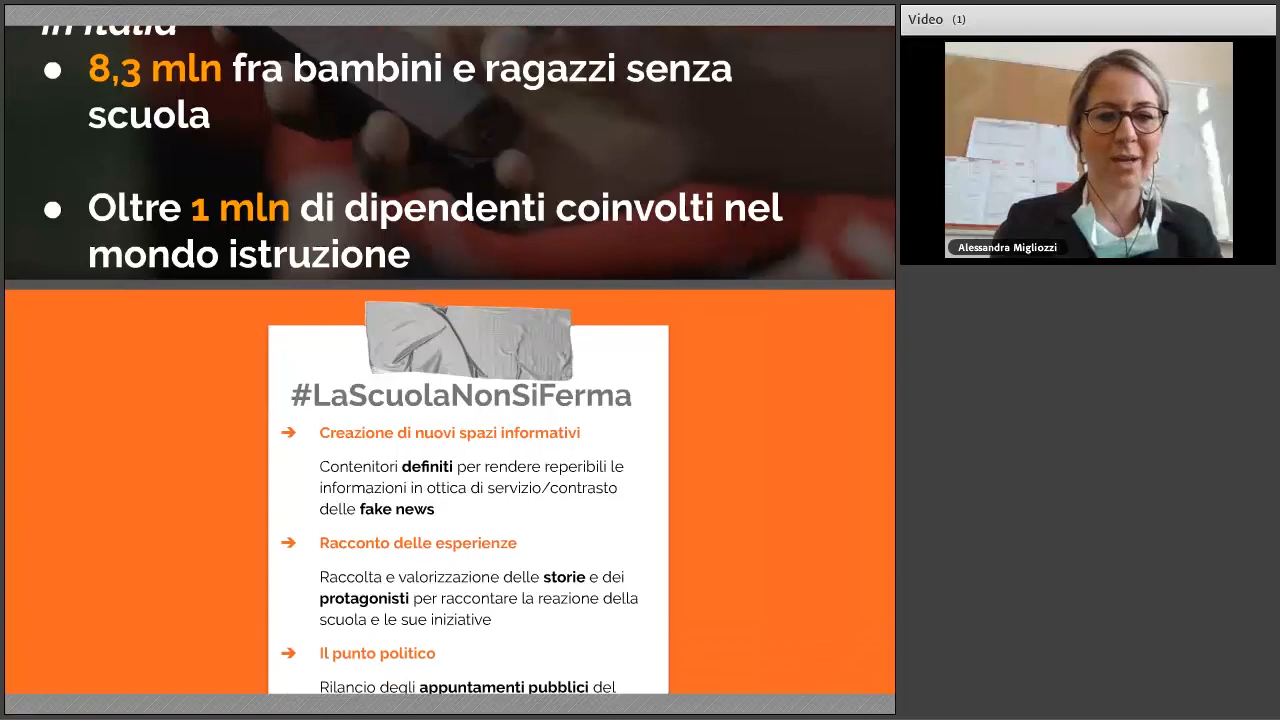 in Italia
● 8,3 mln fra bambini e ragazzi senza
scuola
● Oltre 1 mln di dipendenti coinvolti nel
mondo istruzione
#LaScuolaNonSiFerma
➔ Creazione di nuovi spazi informativi
Contenitori definiti per rendere reperibili le
informazioni in ottica di servizio/contrasto
delle fake news
➔ Racconto delle esperienze
Raccolta e valorizzazione delle storie e dei
protagonisti per raccontare la reazione della
scuola e le sue iniziative
➔ Il punto politico
Rilancio degli appuntamenti pubblici del
Video (1)
Alessandra Migliozzi